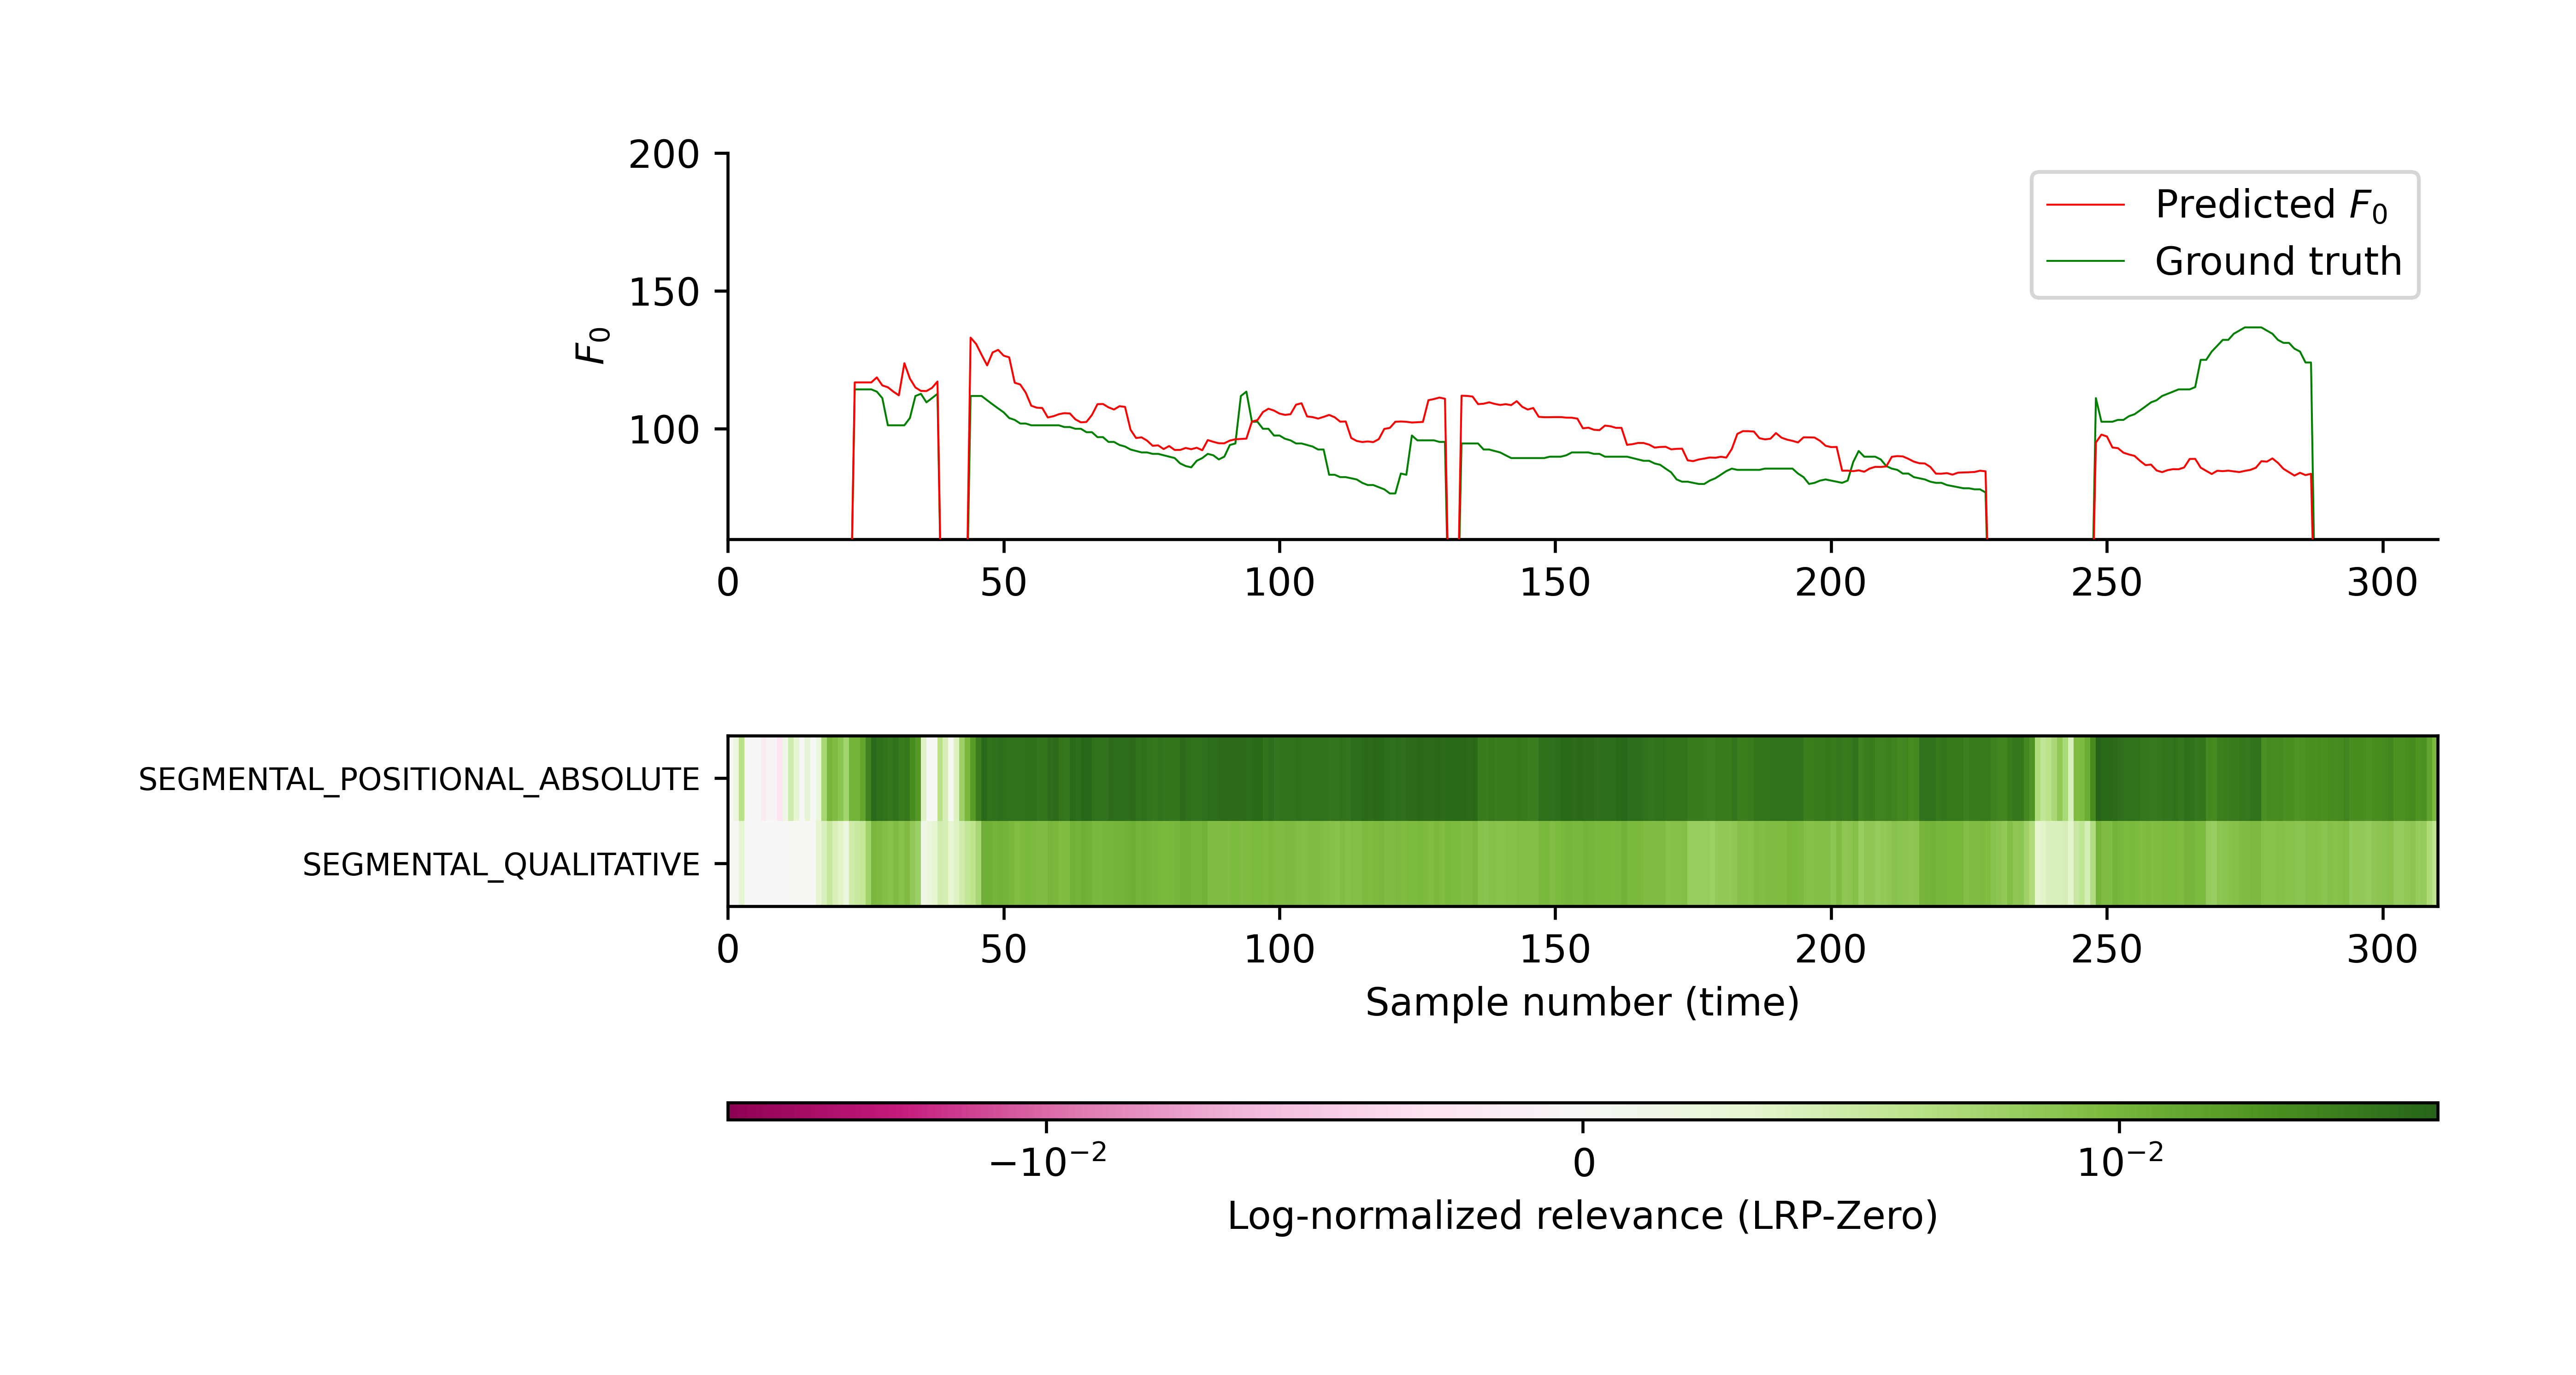 200
150
100
F₀
Predicted F₀
Ground truth
0 50 100 150 200 250 300
SEGMENTAL_POSITIONAL_ABSOLUTE
SEGMENTAL_QUALITATIVE
0 50 100 150 200 250 300
Sample number (time)
−10⁻² 0 10⁻²
Log-normalized relevance (LRP-Zero)